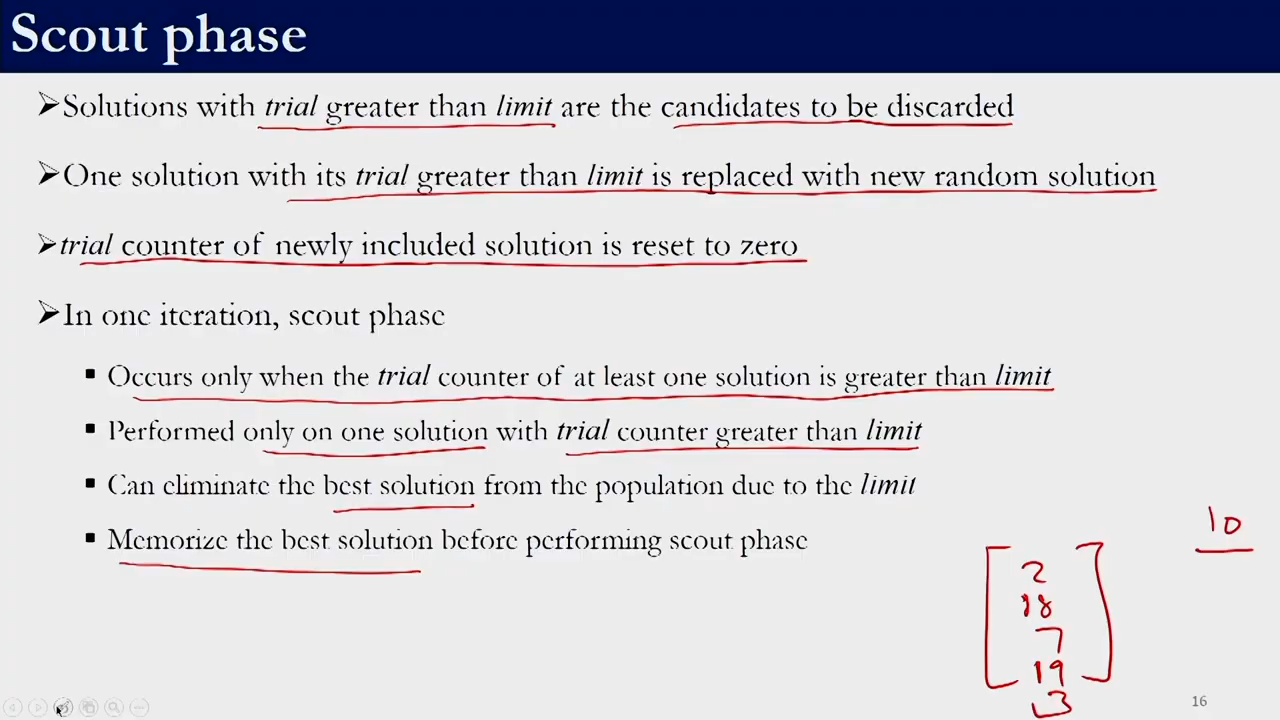 Scout phase
➢Solutions with trial greater than limit are the candidates to be discarded
➢One solution with its trial greater than limit is replaced with new random solution
➢trial counter of newly included solution is reset to zero
➢In one iteration, scout phase
▪ Occurs only when the trial counter of at least one solution is greater than limit
▪ Performed only on one solution with trial counter greater than limit
▪ Can eliminate the best solution from the population due to the limit
▪ Memorize the best solution before performing scout phase
10
2
18
7
19
16